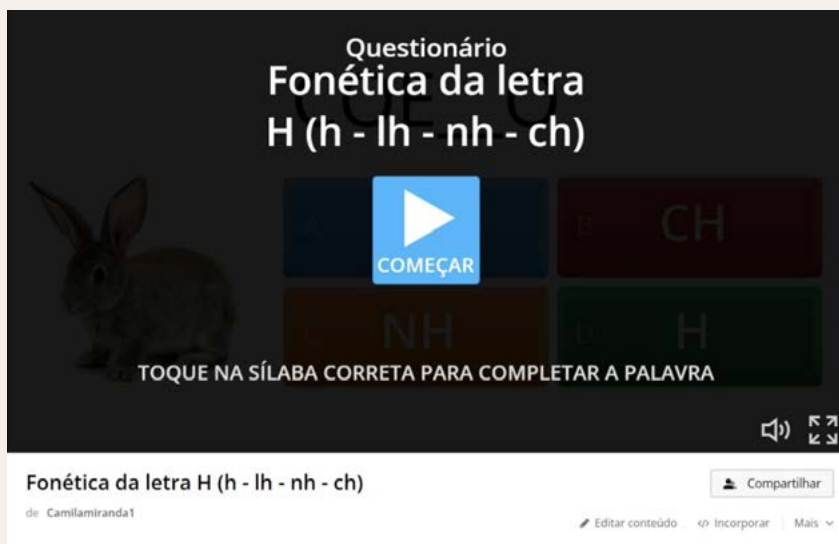 Questionário
Fonética da letra
H (h - lh - nh - ch)
COE__O
COMEÇAR
B CH
C NH
D H
TOQUE NA SÍLABA CORRETA PARA COMPLETAR A PALAVRA
Fonética da letra H (h - lh - nh - ch)
Compartilhar
de Camilamiranda1
Editar conteúdo
</> Incorporar
Mais